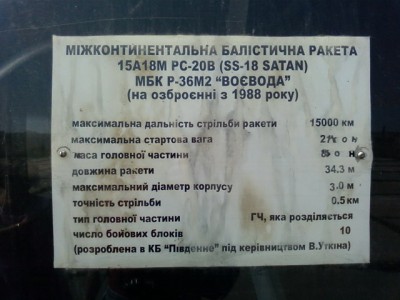 МІЖКОНТИНЕНТАЛЬНА БАЛІСТИЧНА РАКЕТА
15А18М РС-20В (SS-18 SATAN)
МБК Р-36М2 "ВОЄВОДА"
(на озброєнні з 1988 року)
максимальна дальність стрільби ракети 15000 км
максимальна стартова вага
маса головної частини
довжина ракети 34.3 м
максимальний діаметр корпусу 3.0 м
точність стрільби 0.5км
тип головної частини ГЧ, яка розділяється
число бойових блоків 10
(розроблена в КБ "Південне" під керівництвом В.Уткіна)